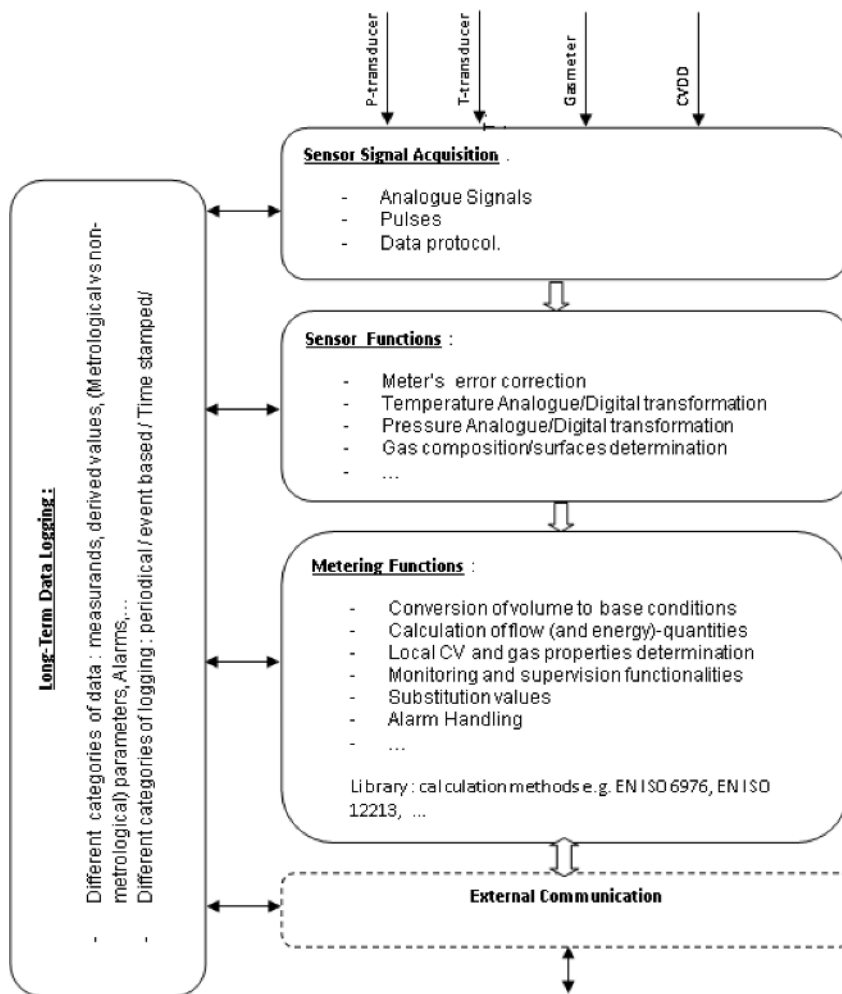 P-transducer
T-transducer
Gasmeter
CVDD
T,
Sensor Signal Acquisition .
- Analogue Signals
- Pulses
- Data protocol.
Sensor Functions :
- Meter's error correction
- Temperature Analogue/Digital transformation
- Pressure Analogue/Digital transformation
- Gas composition/surfaces determination
- ...
Metering Functions :
- Conversion of volume to base conditions
- Calculation of flow (and energy)-quantities
- Local CV and gas properties determination
- Monitoring and supervision functionalities
- Substitution values
- Alarm Handling
- ...
Library : calculation methods e.g. EN ISO 6976, EN ISO
12213, ...
External Communication
Long-Term Data Logging :
- Different categories of data : measurands, derived values, (Metrological vs non-
metrological) parameters, Alarms,...
- Different categories of logging : periodical / event based / Time stamped/